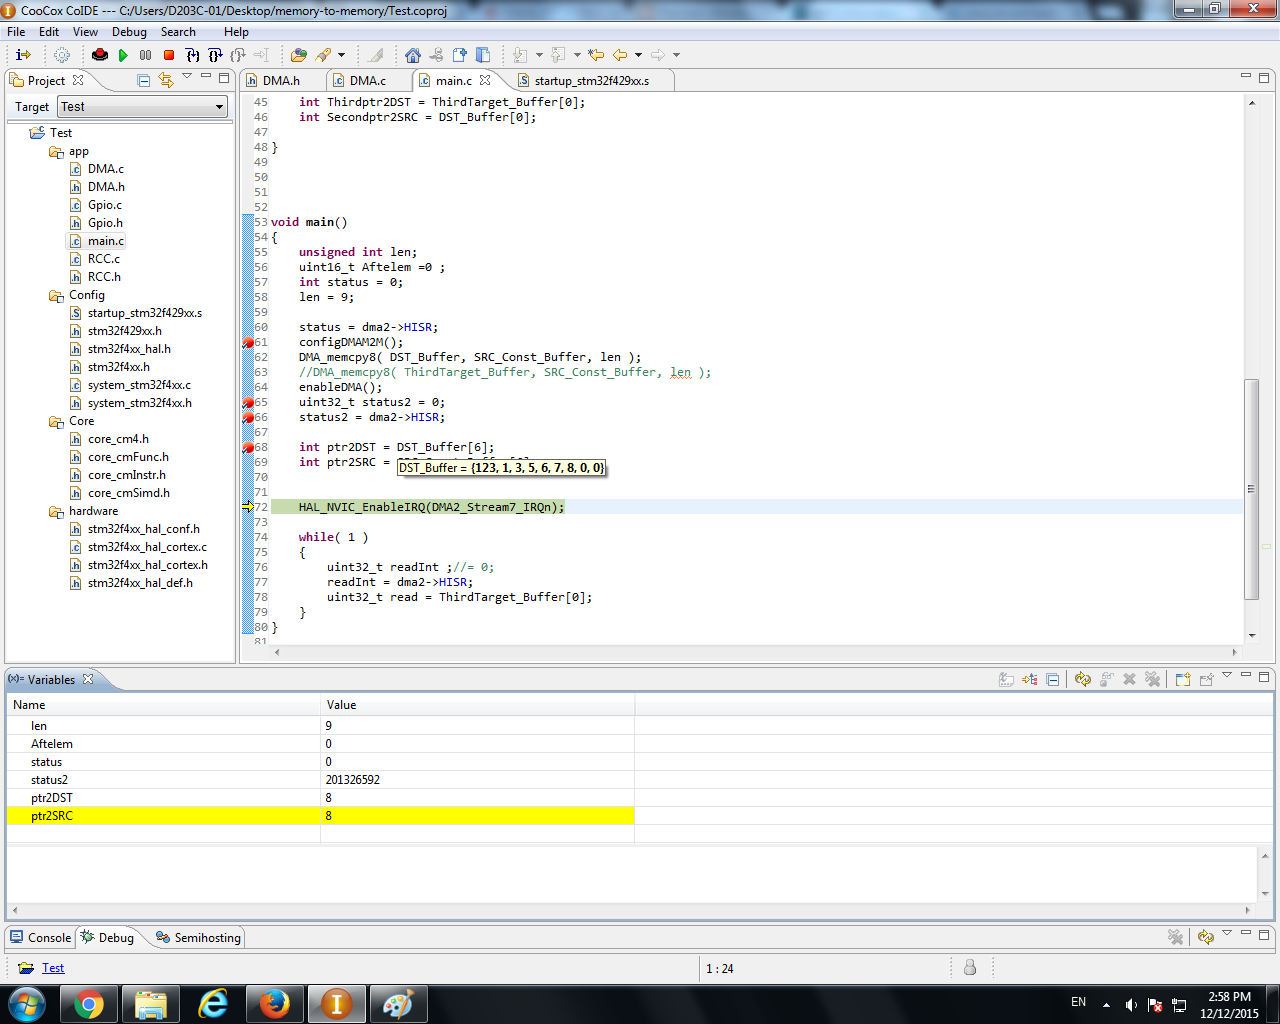 CooCox CoIDE --- C:/Users/D203C-01/Desktop/memory-to-memory/Test.coproj
File Edit View Debug Search Help
Project
Target Test
Test
app
DMA.c
DMA.h
Gpio.c
Gpio.h
main.c
RCC.c
RCC.h
Config
startup_stm32f429xx.s
stm32f429xx.h
stm32f4xx_hal.h
stm32f4xx.h
system_stm32f4xx.c
system_stm32f4xx.h
Core
core_cm4.h
core_cmFunc.h
core_cmInstr.h
core_cmSimd.h
hardware
stm32f4xx_hal_conf.h
stm32f4xx_hal_cortex.c
stm32f4xx_hal_cortex.h
stm32f4xx_hal_def.h
DMA.h DMA.c main.c startup_stm32f429xx.s
45 int Thirdptr2DST = ThirdTarget_Buffer[0];
46 int Secondptr2SRC = DST_Buffer[0];
47
48 }
49
50
51
52
53 void main()
54 {
55 unsigned int len;
56 uint16_t Aftelem =0 ;
57 int status = 0;
58 len = 9;
59
60 status = dma2->HISR;
61 configDMAM2M();
62 DMA_memcpy8( DST_Buffer, SRC_Const_Buffer, len );
63 //DMA_memcpy8( ThirdTarget_Buffer, SRC_Const_Buffer, len );
64 enableDMA();
65 uint32_t status2 = 0;
66 status2 = dma2->HISR;
67
68 int ptr2DST = DST_Buffer[6];
69 int ptr2SRC =
DST_Buffer = {123, 1, 3, 5, 6, 7, 8, 0, 0}
70
71
72 HAL_NVIC_EnableIRQ(DMA2_Stream7_IRQn);
73
74 while( 1 )
75 {
76 uint32_t readInt ;//= 0;
77 readInt = dma2->HISR;
78 uint32_t read = ThirdTarget_Buffer[0];
79 }
80 }
81
(x)= Variables
Name Value
len 9
Aftelem 0
status 0
status2 201326592
ptr2DST 8
ptr2SRC 8
Console Debug Semihosting
Test 1 : 24
EN 2:58 PM
12/12/2015